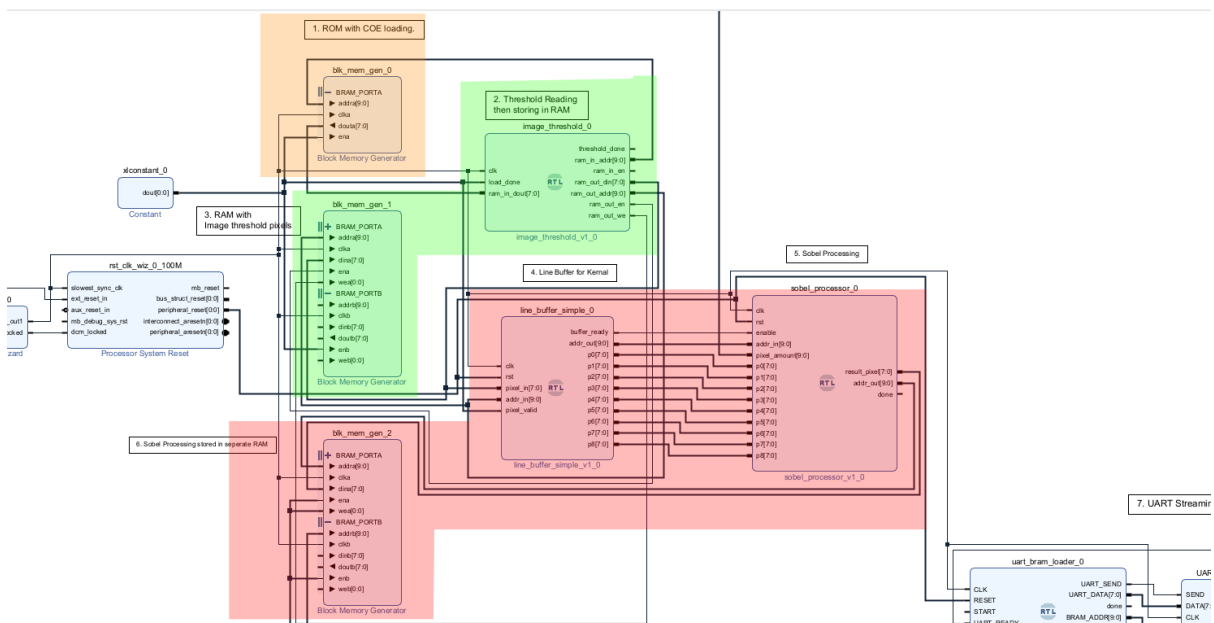 1. ROM with COE loading.
blk_mem_gen_0
BRAM_PORTA
addra[9:0]
clka
douta[7:0]
ena
Block Memory Generator
2. Threshold Reading
then storing in RAM
image_threshold_0
clk
load_done
ram_in_dout[7:0]
threshold_done
ram_in_addr[9:0]
ram_in_en
ram_out_din[7:0]
ram_out_addr[9:0]
ram_out_en
ram_out_we
RTL
image_threshold_v1_0
xlconstant_0
dout[0:0]
Constant
3. RAM with
Image threshold pixels
blk_mem_gen_1
BRAM_PORTA
addra[9:0]
clka
dina[7:0]
ena
wea[0:0]
BRAM_PORTB
addrb[9:0]
clkb
dinb[7:0]
doutb[7:0]
enb
web[0:0]
Block Memory Generator
rst_clk_wiz_0_100M
slowest_sync_clk
ext_reset_in
aux_reset_in
mb_debug_sys_rst
dcm_locked
mb_reset
bus_struct_reset[0:0]
peripheral_reset[0:0]
interconnect_aresetn[0:0]
peripheral_aresetn[0:0]
Processor System Reset
0
_out1
ocked
zard
4. Line Buffer for Kernal
line_buffer_simple_0
clk
rst
pixel_in[7:0]
addr_in[9:0]
pixel_valid
buffer_ready
addr_out[9:0]
p0[7:0]
p1[7:0]
p2[7:0]
p3[7:0]
p4[7:0]
p5[7:0]
p6[7:0]
p7[7:0]
p8[7:0]
RTL
line_buffer_simple_v1_0
5. Sobel Processing
sobel_processor_0
clk
rst
enable
addr_in[9:0]
pixel_amount[9:0]
p0[7:0]
p1[7:0]
p2[7:0]
p3[7:0]
p4[7:0]
p5[7:0]
p6[7:0]
p7[7:0]
p8[7:0]
result_pixel[7:0]
addr_out[9:0]
done
RTL
sobel_processor_v1_0
6. Sobel Processing stored in seperate RAM
blk_mem_gen_2
BRAM_PORTA
addra[9:0]
clka
dina[7:0]
ena
wea[0:0]
BRAM_PORTB
addrb[9:0]
clkb
dinb[7:0]
doutb[7:0]
enb
web[0:0]
Block Memory Generator
7. UART Streamin
uart_bram_loader_0
CLK
RESET
START
UART_READY
UART_SEND
UART_DATA[7:0]
done
BRAM_ADDR[9:0]
RTL
UAR
SEND
DATA[7:
CLK